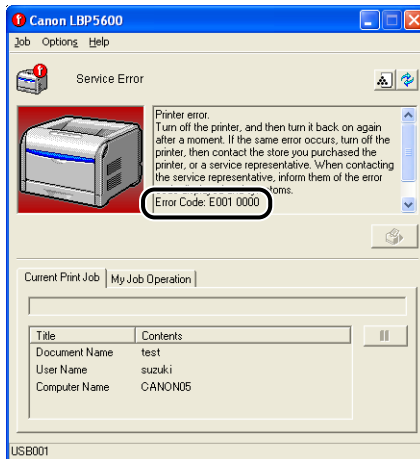 Canon LBP5600
Job Options Help
Service Error
Printer error.
Turn off the printer, and then turn it back on again
after a moment. If the same error occurs, turn off the
printer, then contact the store you purchased the
printer, or a service representative. When contacting
the service representative, inform them of the error
toms.
Error Code: E001 0000
Current Print Job My Job Operation
Title Contents
Document Name test
User Name suzuki
Computer Name CANON05
USB001